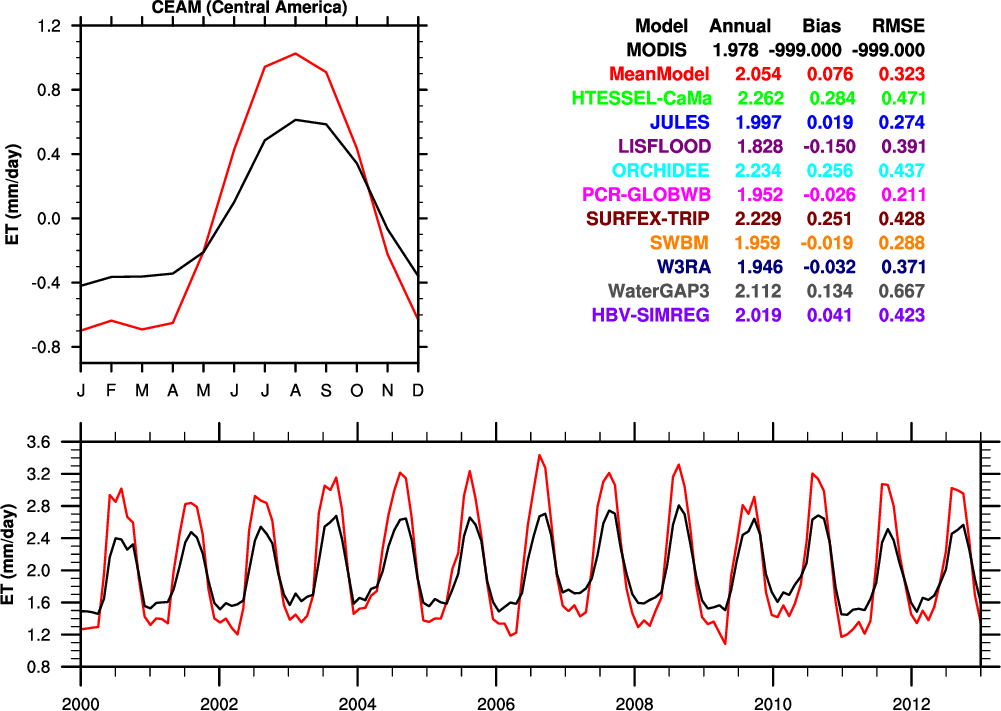 CEAM (Central America)
1.2
0.8
0.4
0.0
-0.4
-0.8
ET (mm/day)
J F M A M J J A S O N D
Model Annual Bias RMSE
MODIS 1.978 -999.000 -999.000
MeanModel 2.054 0.076 0.323
HTESSEL-CaMa 2.262 0.284 0.471
JULES 1.997 0.019 0.274
LISFLOOD 1.828 -0.150 0.391
ORCHIDEE 2.234 0.256 0.437
PCR-GLOBWB 1.952 -0.026 0.211
SURFEX-TRIP 2.229 0.251 0.428
SWBM 1.959 -0.019 0.288
W3RA 1.946 -0.032 0.371
WaterGAP3 2.112 0.134 0.667
HBV-SIMREG 2.019 0.041 0.423
3.6
3.2
2.8
2.4
2.0
1.6
1.2
0.8
ET (mm/day)
2000 2002 2004 2006 2008 2010 2012